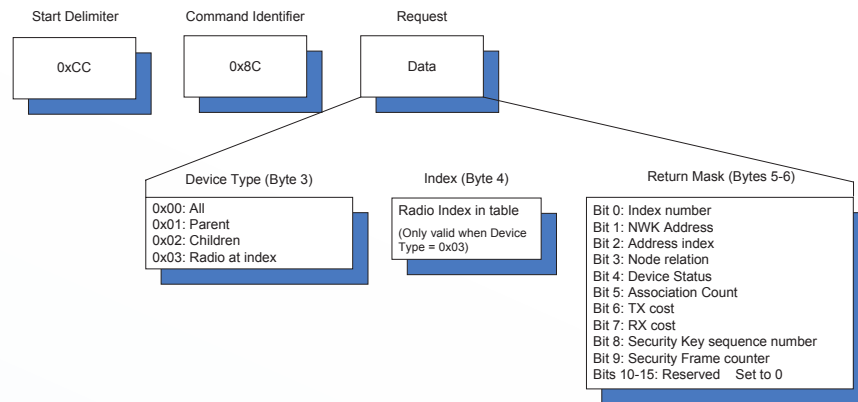 Start Delimiter
Command Identifier
Request
0xCC
0x8C
Data
Device Type (Byte 3)
0x00: All
0x01: Parent
0x02: Children
0x03: Radio at index
Index (Byte 4)
Radio Index in table
(Only valid when Device
Type = 0x03)
Return Mask (Bytes 5-6)
Bit 0: Index number
Bit 1: NWK Address
Bit 2: Address index
Bit 3: Node relation
Bit 4: Device Status
Bit 5: Association Count
Bit 6: TX cost
Bit 7: RX cost
Bit 8: Security Key sequence number
Bit 9: Security Frame counter
Bits 10-15: Reserved Set to 0